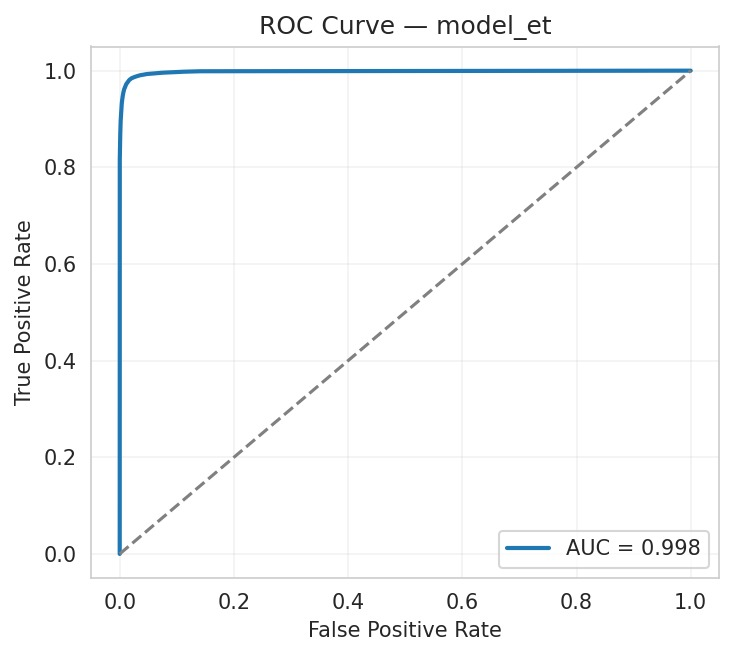 ROC Curve — model_et
1.0
0.8
0.6
0.4
0.2
0.0
True Positive Rate
AUC = 0.998
0.0 0.2 0.4 0.6 0.8 1.0
False Positive Rate